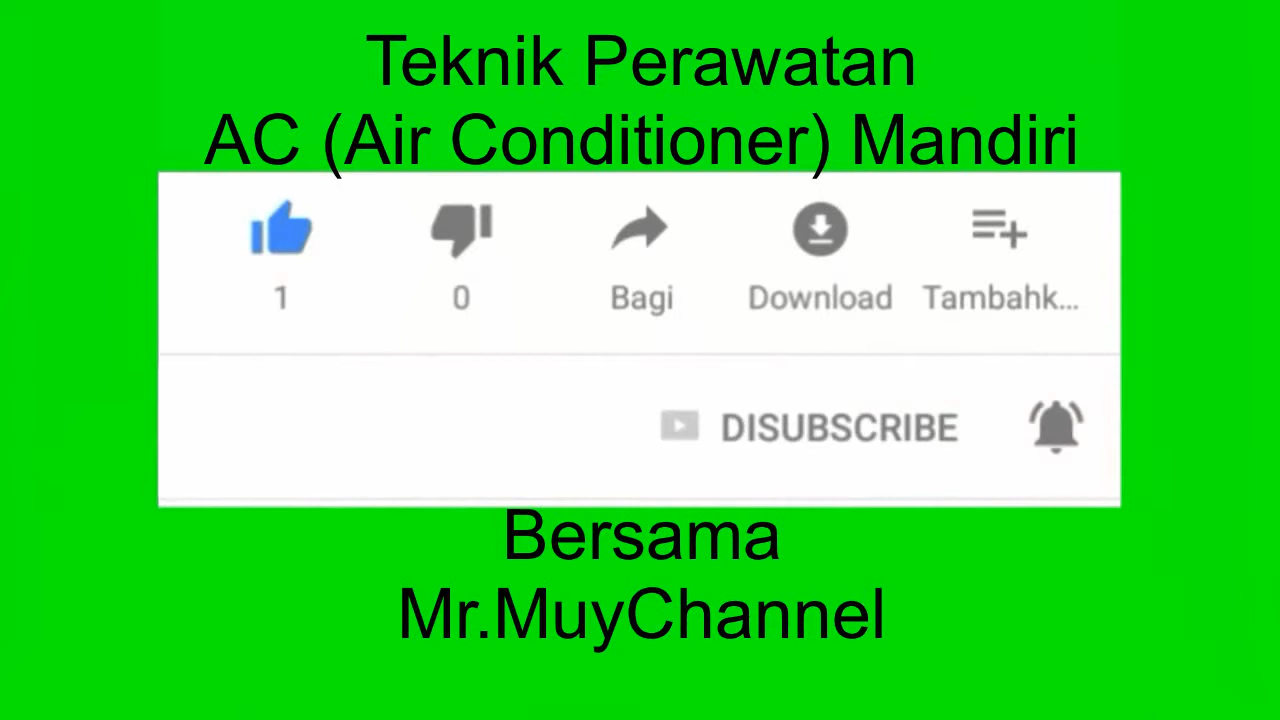 Teknik Perawatan
AC (Air Conditioner) Mandiri
1 0 Bagi Download Tambahk...
DISUBSCRIBE
Bersama
Mr.MuyChannel